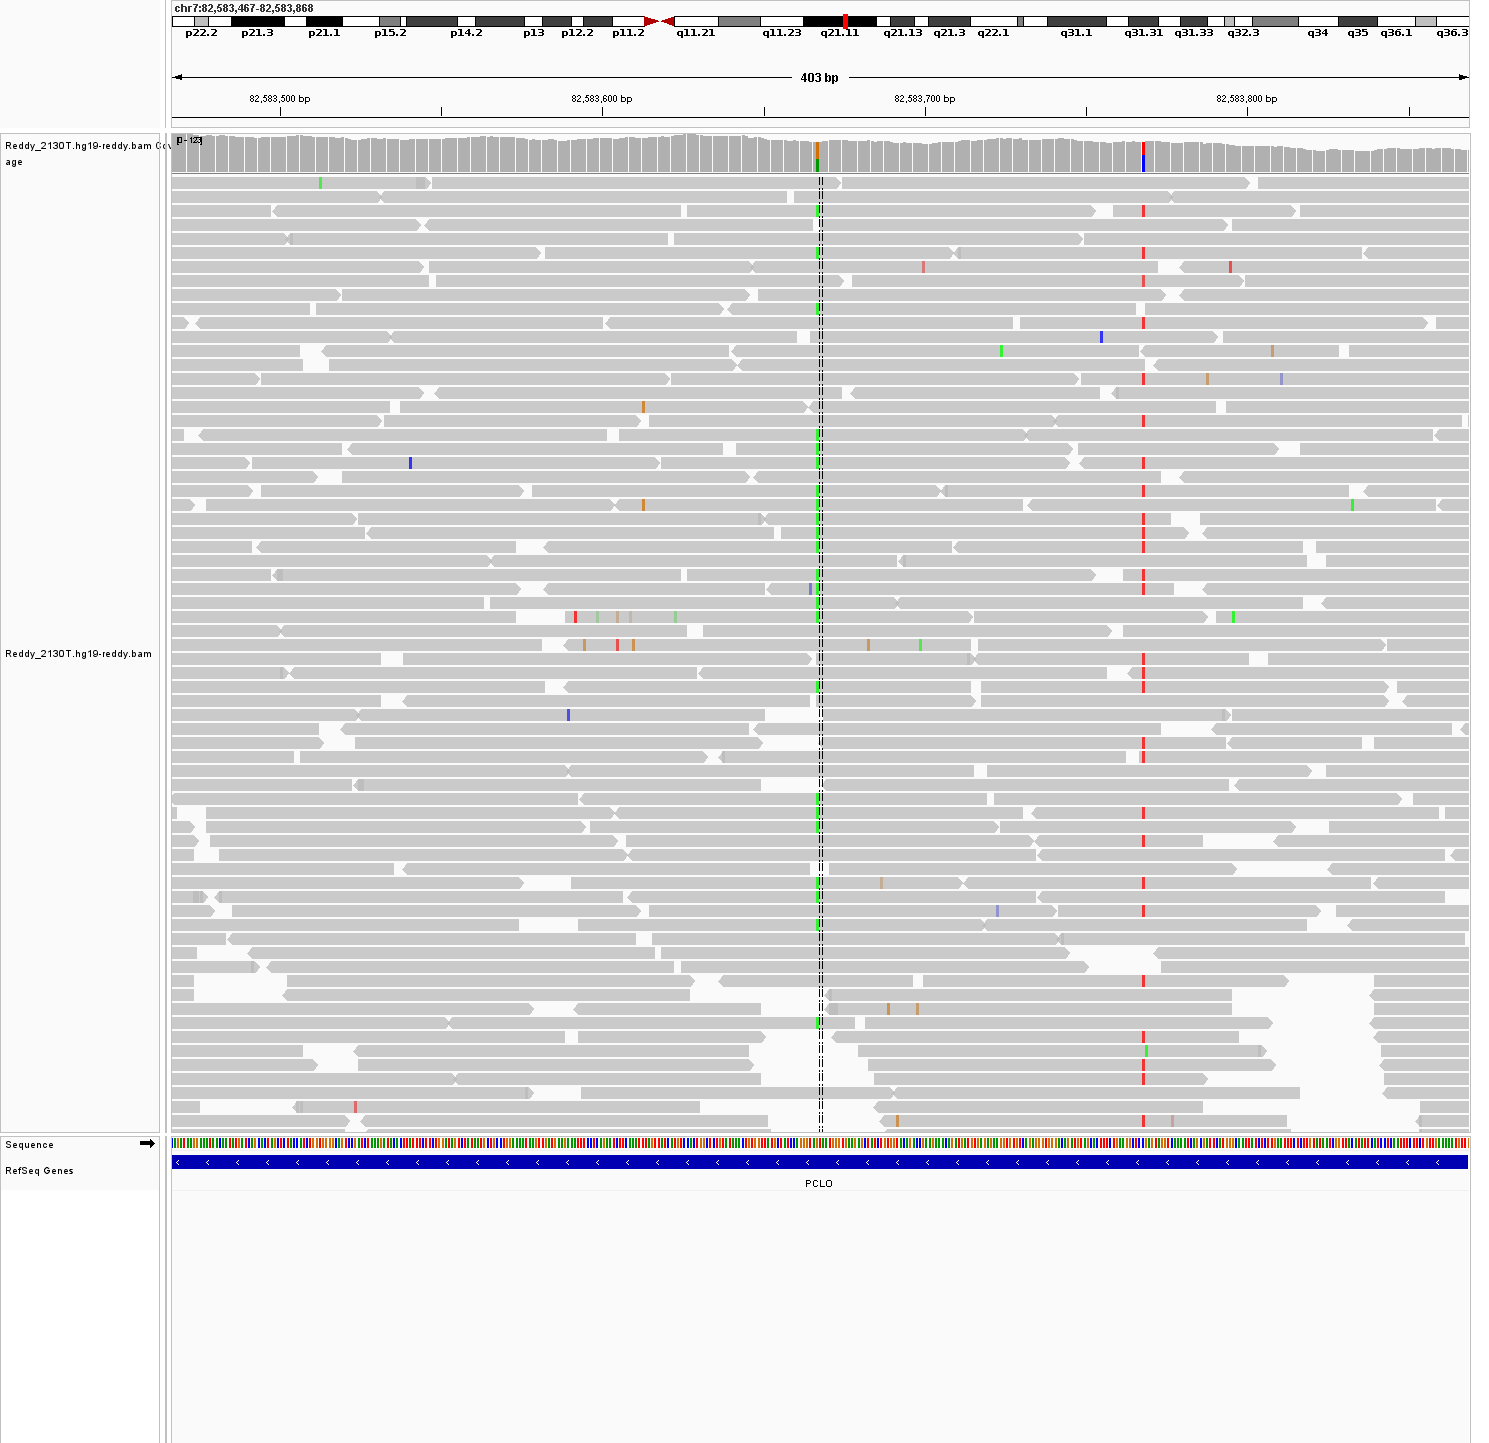 chr7:82,583,467-82,583,868
p22.2 p21.3 p21.1 p15.2 p14.2 p13 p12.2 p11.2 q11.21 q11.23 q21.11 q21.13 q21.3 q22.1 q31.1 q31.31 q31.33 q32.3 q34 q35 q36.1 q36.3
403 bp
82,583,500 bp 82,583,600 bp 82,583,700 bp 82,583,800 bp
Reddy_2130T.hg19-reddy.bam Cov
age
[0 - 123]
Reddy_2130T.hg19-reddy.bam
Sequence
RefSeq Genes
PCLO